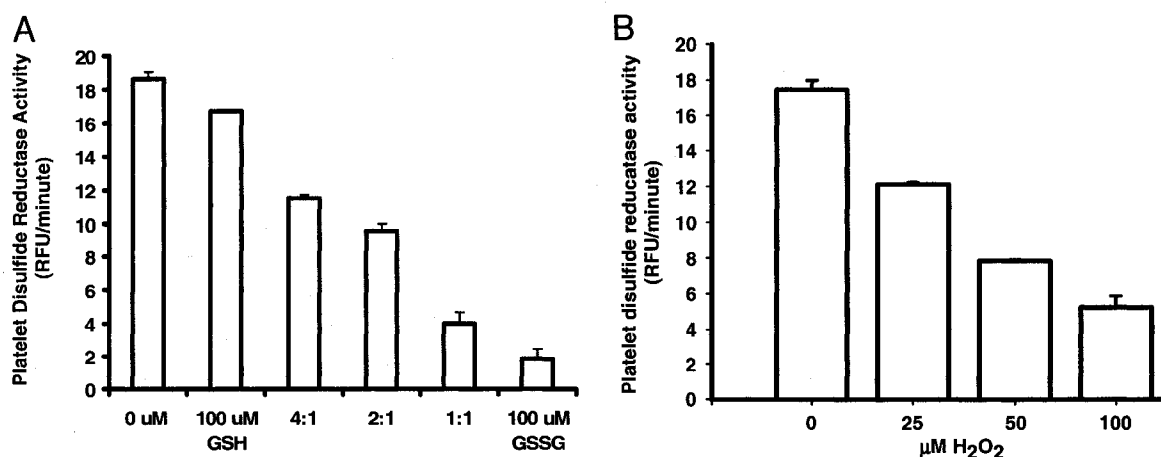 A
Platelet Disulfide Reductase Activity
(RFU/minute)
20
18
16
14
12
10
8
6
4
2
0
0 uM
100 uM
GSH
4:1
2:1
1:1
100 uM
GSSG
B
Platelet disulfide reducatase activity
(RFU/minute)
20
18
16
14
12
10
8
6
4
2
0
0
25
50
100
µM H₂O₂